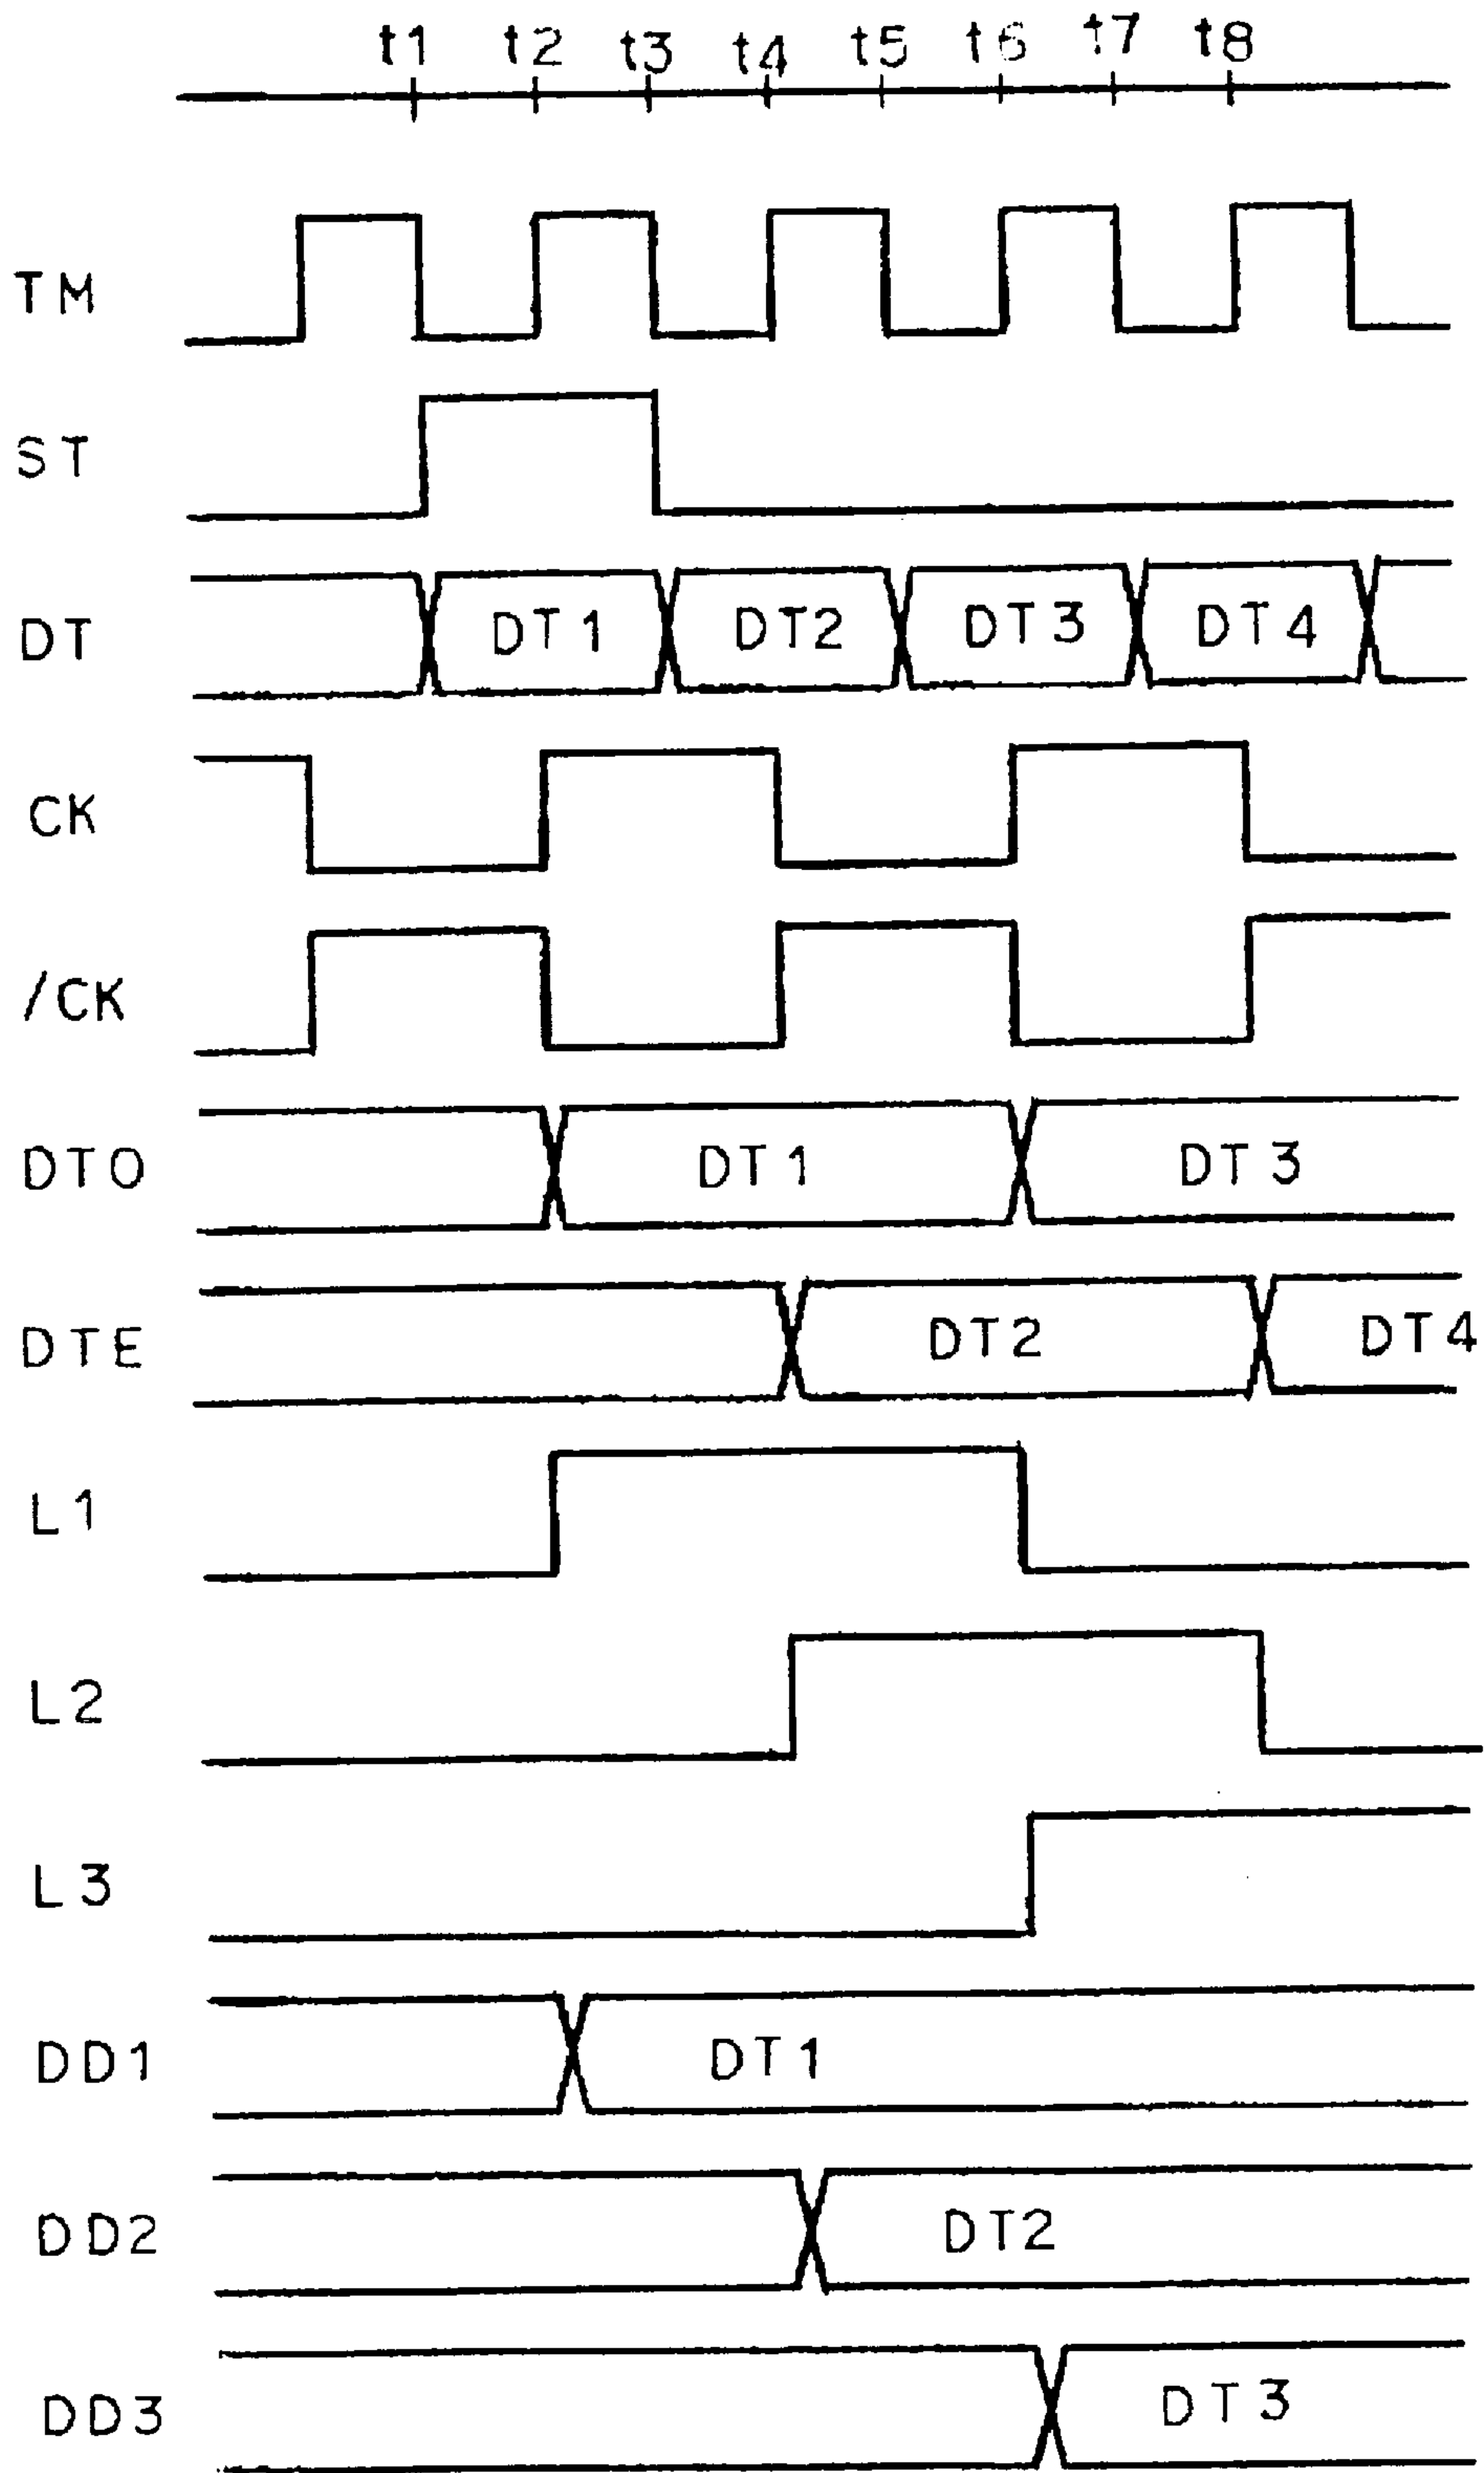 t1 t2 t3 t4 t5 t6 t7 t8
TM
ST
DT DT1 DT2 DT3 DT4
CK
/CK
DTO DT1 DT3
DTE DT2 DT4
L1
L2
L3
DD1 DT1
DD2 DT2
DD3 DT3